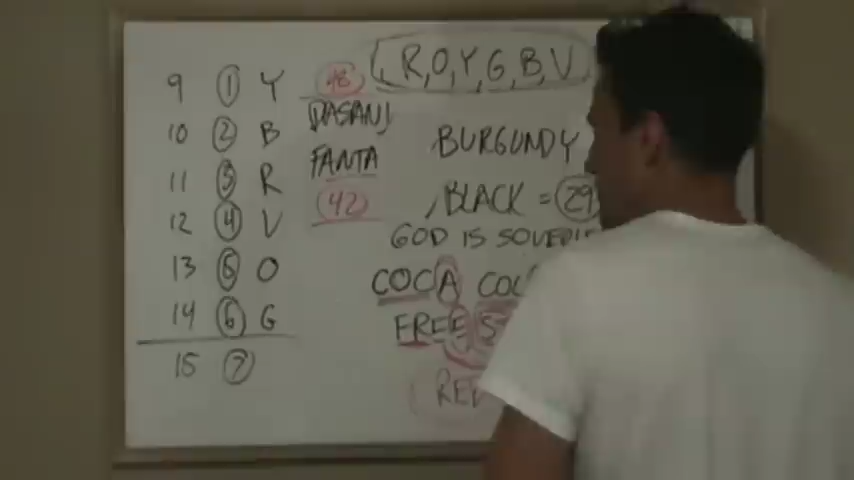 9 1 Y
10 2 B
11 3 R
12 4 V
13 5 O
14 6 G
15 7
48
DASANI
FANTA
42
, R, O, Y, G, B, V
BURGUNDY
, BLACK = 29
GOD IS
COCA
FREE